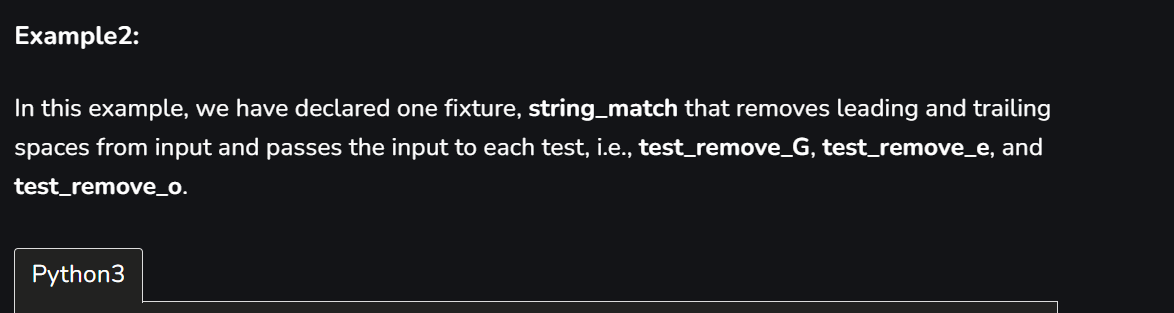 Example2:
In this example, we have declared one fixture, string_match that removes leading and trailing
spaces from input and passes the input to each test, i.e., test_remove_G, test_remove_e, and
test_remove_o.
Python3